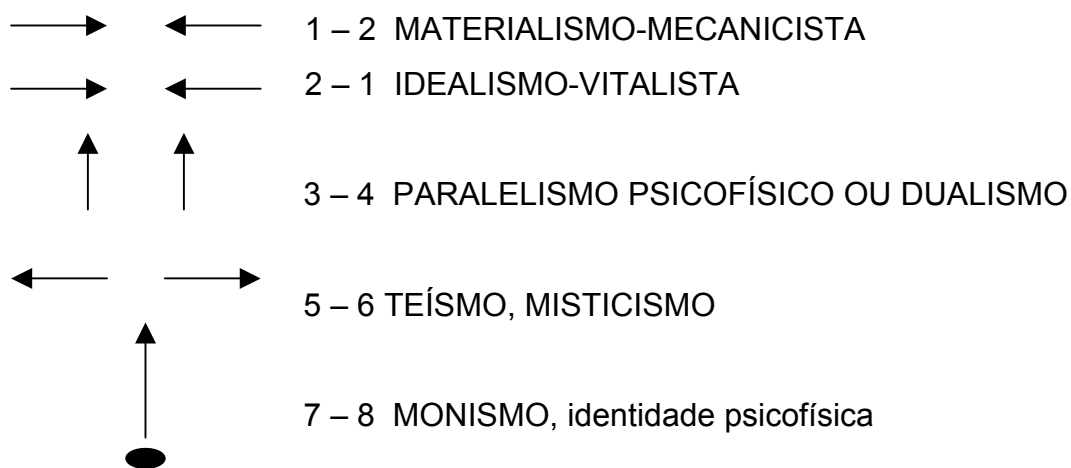 1 – 2 MATERIALISMO-MECANICISTA
2 – 1 IDEALISMO-VITALISTA
3 – 4 PARALELISMO PSICOFÍSICO OU DUALISMO
5 – 6 TEÍSMO, MISTICISMO
7 – 8 MONISMO, identidade psicofísica